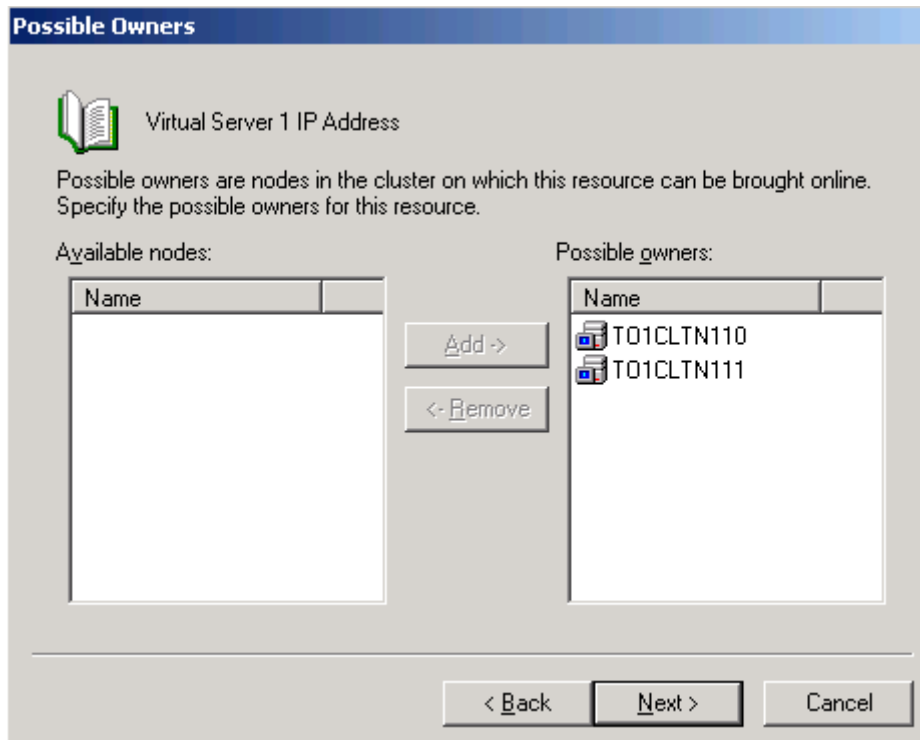 Possible Owners
Virtual Server 1 IP Address
Possible owners are nodes in the cluster on which this resource can be brought online.
Specify the possible owners for this resource.
Available nodes:
Possible owners:
Name
Name
Add ->
TO1CLTN110
TO1CLTN111
<- Remove
< Back
Next >
Cancel